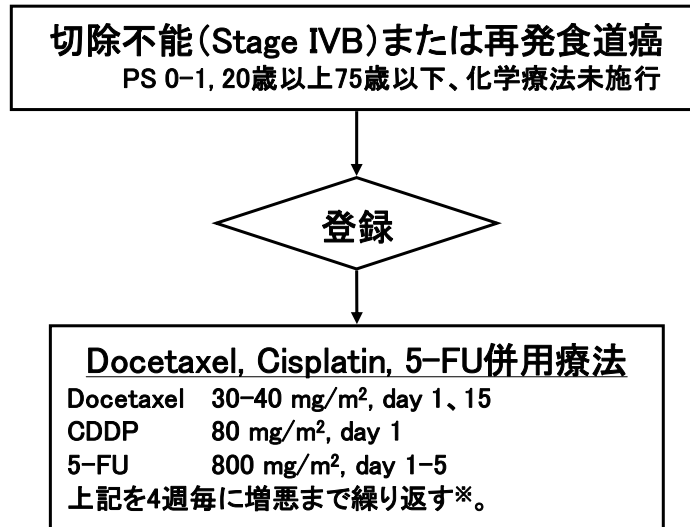 切除不能(Stage IVB)または再発食道癌
PS 0-1, 20歳以上75歳以下、化学療法未施行
登録
Docetaxel, Cisplatin, 5-FU併用療法
Docetaxel 30-40 mg/m², day 1、15
CDDP 80 mg/m², day 1
5-FU 800 mg/m², day 1-5
上記を4週毎に増悪まで繰り返す※。